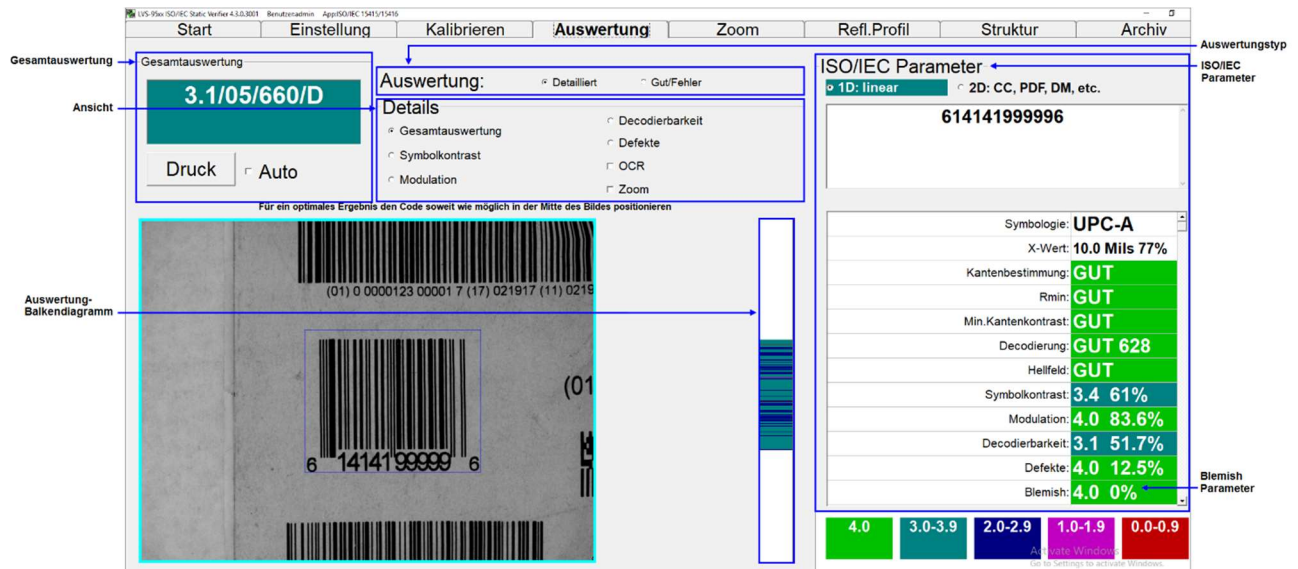 LVS-95xx ISO/IEC Static Verifier 4.3.0.3001 Benutzeradmin App:ISO/IEC 15415/15416
Start Einstellung Kalibrieren Auswertung Zoom Refl.Profil Struktur Archiv
Gesamtauswertung
Gesamtauswertung
3.1/05/660/D
Druck
Auto
Ansicht
Auswertungstyp
Auswertung: Detailliert Gut/Fehler
Details
Gesamtauswertung
Symbolkontrast
Modulation
Decodierbarkeit
Defekte
OCR
Zoom
Für ein optimales Ergebnis den Code soweit wie möglich in der Mitte des Bildes positionieren
(01) 0 0000123 00001 7 (17) 021917 (11) 0219
(01
6 14141 99999 6
Auswertung-
Balkendiagramm
ISO/IEC
Parameter
ISO/IEC Parameter
1D: linear 2D: CC, PDF, DM, etc.
614141999996
Symbologie: UPC-A
X-Wert: 10.0 Mils 77%
Kantenbestimmung: GUT
Rmin: GUT
Min.Kantenkontrast: GUT
Decodierung: GUT 628
Hellfeld: GUT
Symbolkontrast: 3.4 61%
Modulation: 4.0 83.6%
Decodierbarkeit: 3.1 51.7%
Defekte: 4.0 12.5%
Blemish: 4.0 0%
Blemish
Parameter
4.0 3.0-3.9 2.0-2.9 1.0-1.9 0.0-0.9
Activate Windows
Go to Settings to activate Windows.